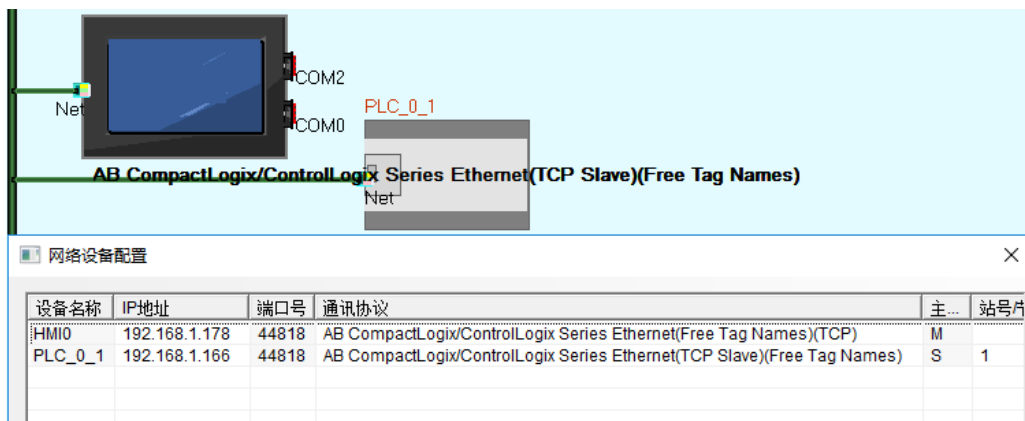 COM2
Net
PLC_0_1
COM0
AB CompactLogix/ControlLogix Series Ethernet(TCP Slave)(Free Tag Names)
Net
网络设备配置
设备名称 IP地址 端口号 通讯协议 主... 站号/
HMI0 192.168.1.178 44818 AB CompactLogix/ControlLogix Series Ethernet(Free Tag Names)(TCP) M
PLC_0_1 192.168.1.166 44818 AB CompactLogix/ControlLogix Series Ethernet(TCP Slave)(Free Tag Names) S 1